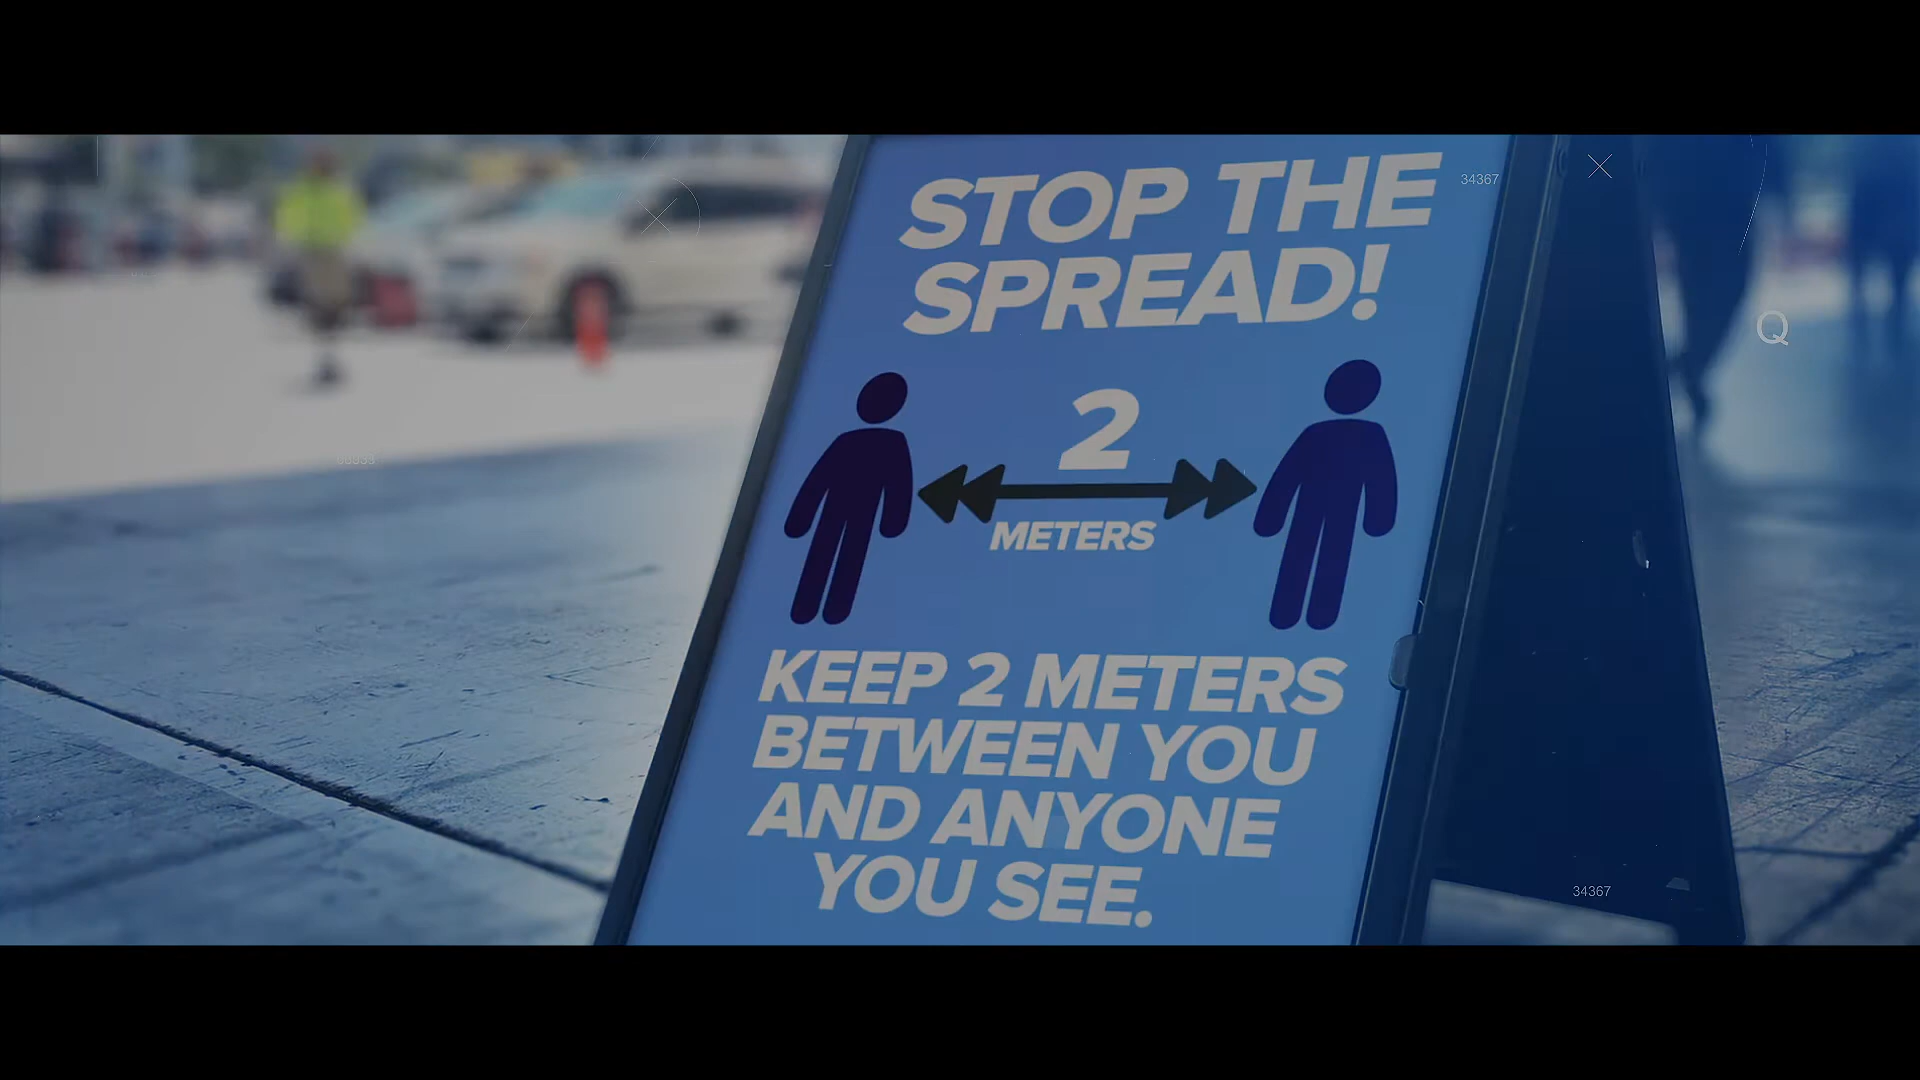 STOP THE
34367
SPREAD!
Q
2
METERS
KEEP 2 METERS
BETWEEN YOU
AND ANYONE
YOU SEE.
34367